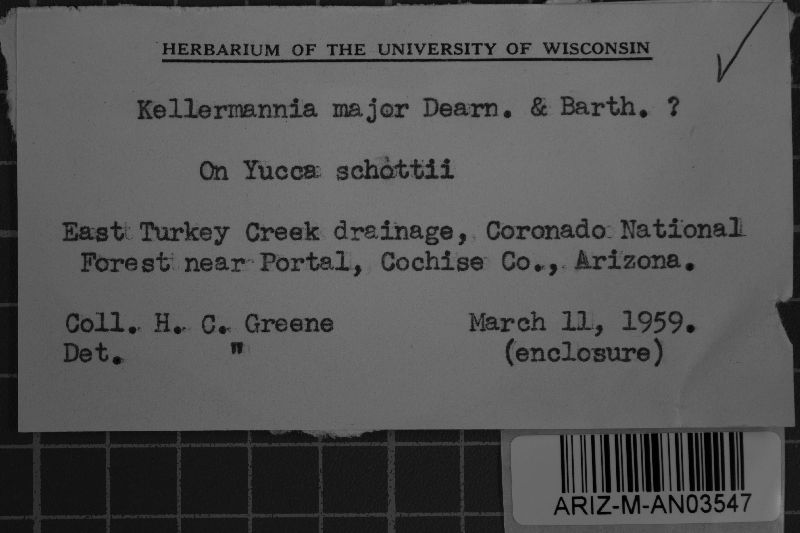 HERBARIUM OF THE UNIVERSITY OF WISCONSIN
Kellermannia major Dearn. & Barth. ?
On Yucca schottii
East Turkey Creek drainage, Coronado National
Forest near Portal, Cochise Co., Arizona.
Coll. H. C. Greene March 11, 1959.
Det. " (enclosure)
ARIZ-M-AN03547